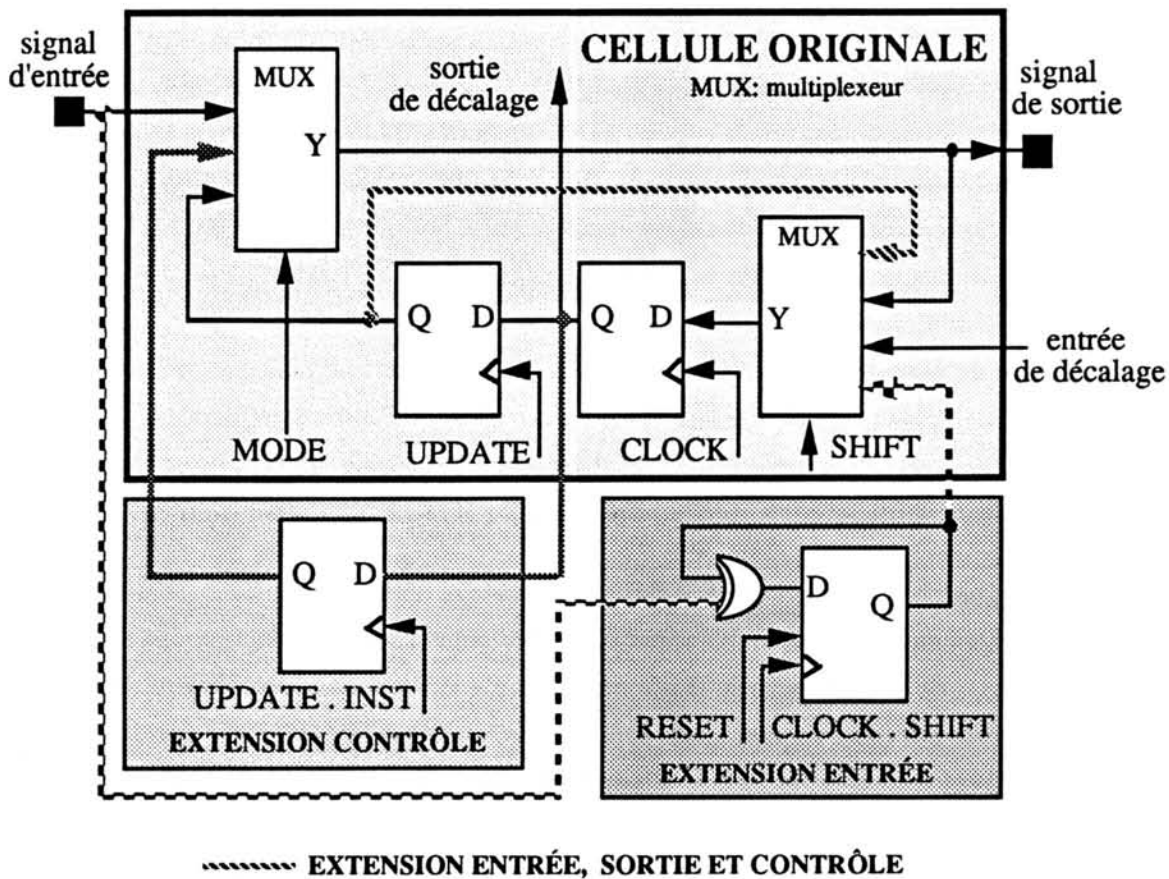 signal
d'entrée
MUX
Y
sortie
de décalage
CELLULE ORIGINALE
MUX: multiplexeur
signal
de sortie
MUX
Y
Q D
Q D
entrée
de décalage
MODE
UPDATE
CLOCK
SHIFT
Q D
UPDATE . INST
EXTENSION CONTRÔLE
D
Q
RESET
CLOCK . SHIFT
EXTENSION ENTRÉE
EXTENSION ENTRÉE, SORTIE ET CONTRÔLE